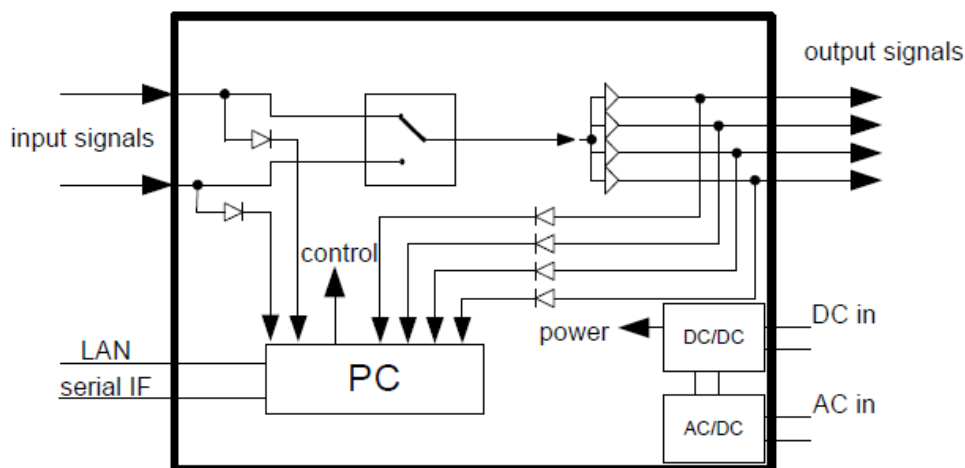 output signals
input signals
control
DC in
power
DC/DC
LAN
PC
serial IF
AC in
AC/DC